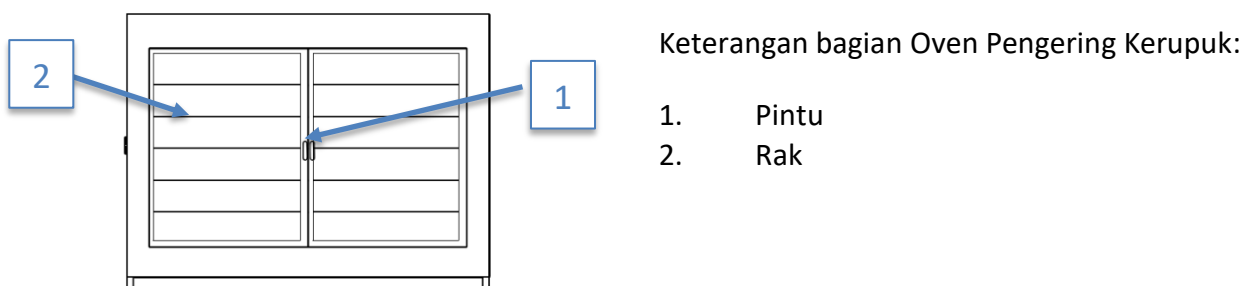 2
1
Keterangan bagian Oven Pengering Kerupuk:
1. Pintu
2. Rak